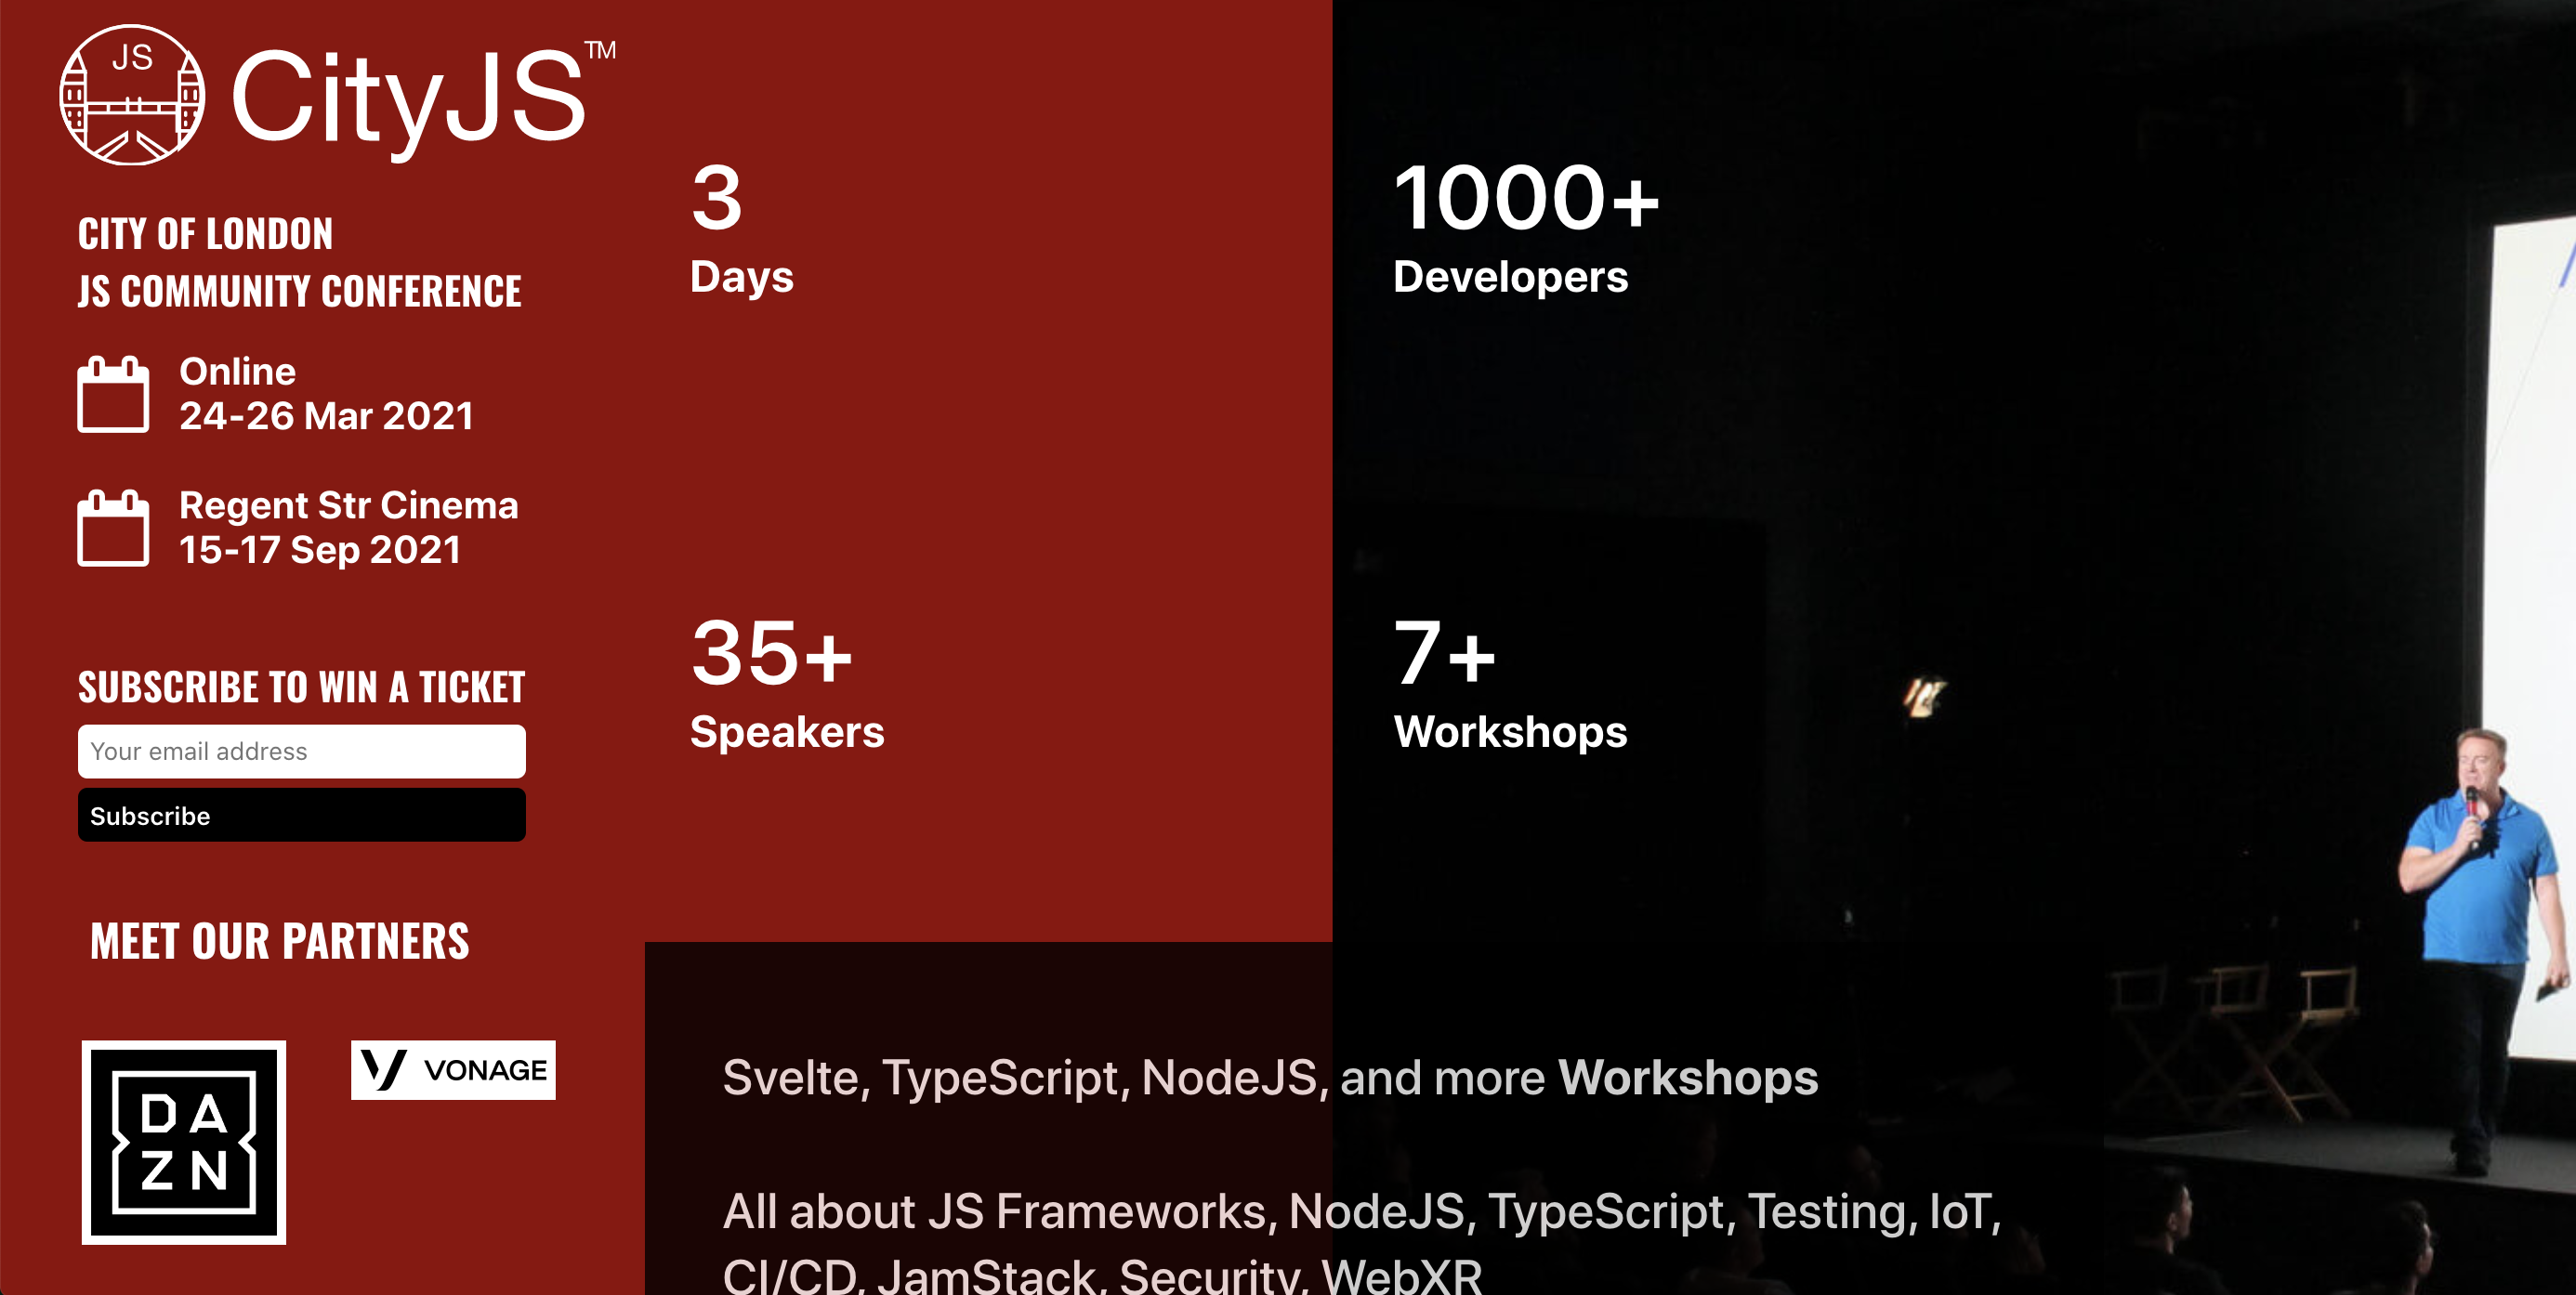 JS
CityJS™
CITY OF LONDON
JS COMMUNITY CONFERENCE
Online
24-26 Mar 2021
Regent Str Cinema
15-17 Sep 2021
SUBSCRIBE TO WIN A TICKET
Your email address
Subscribe
MEET OUR PARTNERS
DA
ZN
VONAGE
3
Days
1000+
Developers
35+
Speakers
7+
Workshops
Svelte, TypeScript, NodeJS, and more Workshops
All about JS Frameworks, NodeJS, TypeScript, Testing, IoT,
CI/CD, JamStack, Security, WebXR